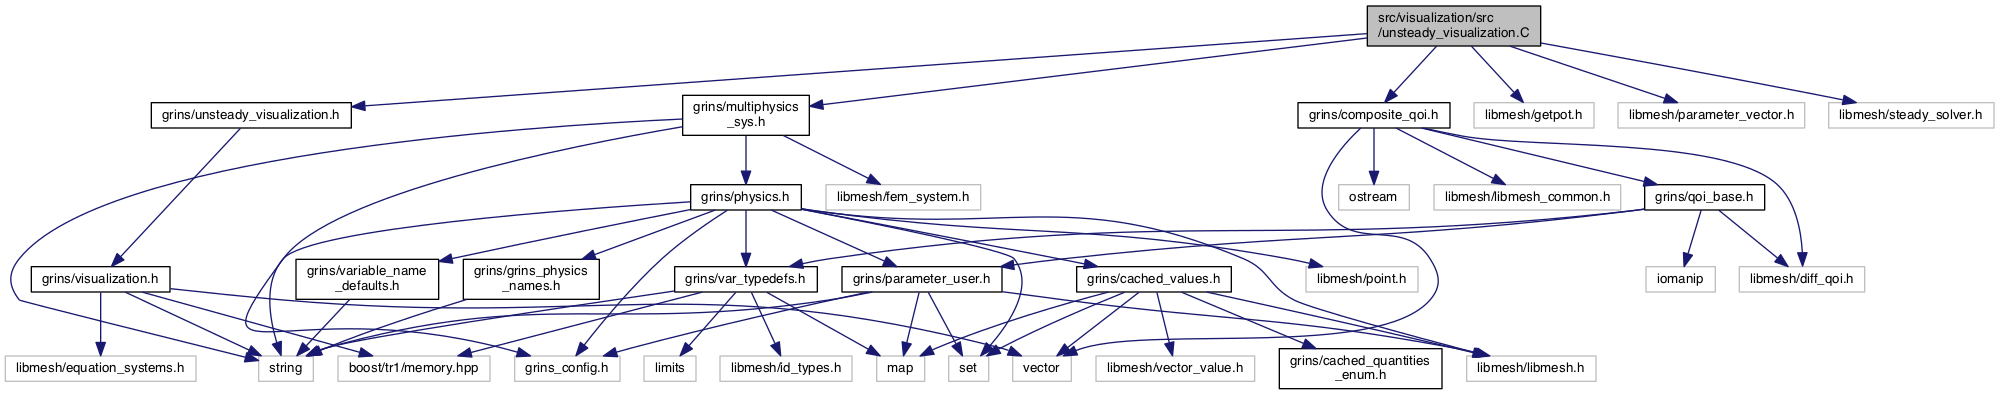 src/visualization/src
/unsteady_visualization.C
grins/unsteady_visualization.h
grins/multiphysics
_sys.h
grins/composite_qoi.h
libmesh/getpot.h
libmesh/parameter_vector.h
libmesh/steady_solver.h
grins/physics.h
libmesh/fem_system.h
ostream
libmesh/libmesh_common.h
grins/qoi_base.h
grins/visualization.h
grins/variable_name
_defaults.h
grins/grins_physics
_names.h
grins/var_typedefs.h
grins/parameter_user.h
grins/cached_values.h
libmesh/point.h
iomanip
libmesh/diff_qoi.h
libmesh/equation_systems.h
string
boost/tr1/memory.hpp
grins_config.h
limits
libmesh/id_types.h
map
set
vector
libmesh/vector_value.h
grins/cached_quantities
_enum.h
libmesh/libmesh.h